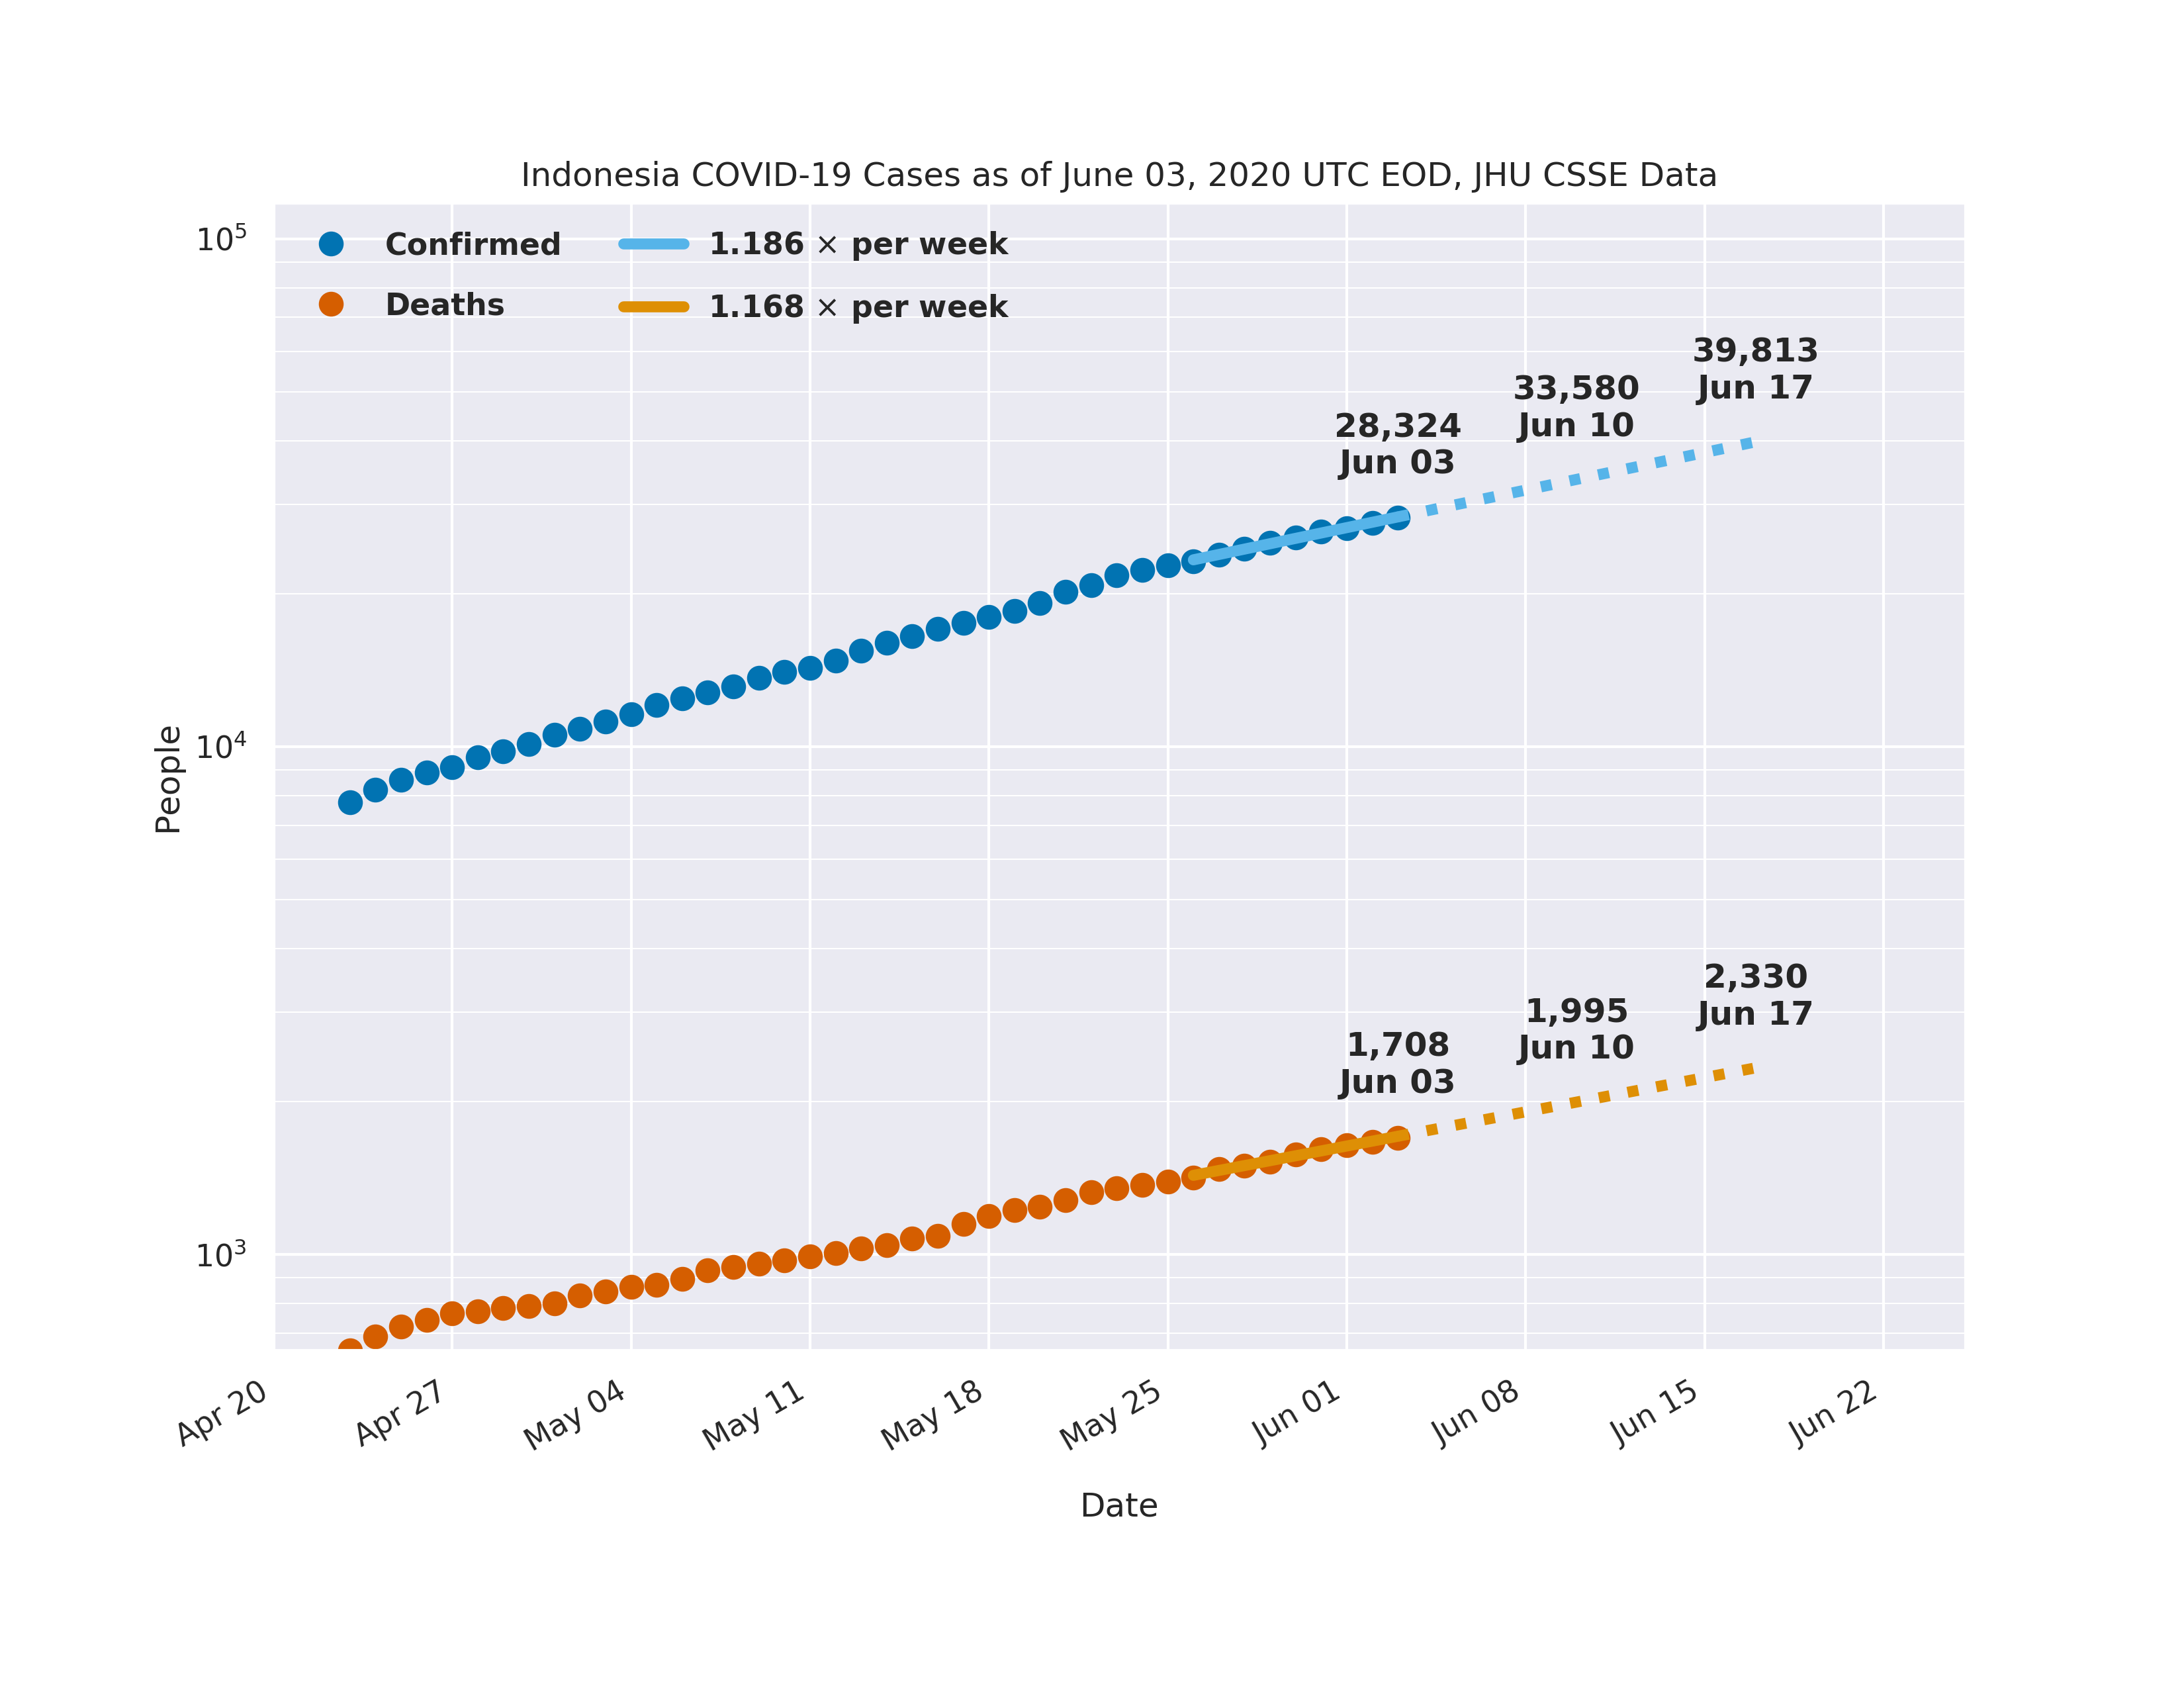 Indonesia COVID-19 Cases as of June 03, 2020 UTC EOD, JHU CSSE Data
Confirmed
Deaths
1.186 × per week
1.168 × per week
39,813
Jun 17
33,580
Jun 10
28,324
Jun 03
2,330
Jun 17
1,995
Jun 10
1,708
Jun 03
People
10⁵
10⁴
10³
Apr 20
Apr 27
May 04
May 11
May 18
May 25
Jun 01
Jun 08
Jun 15
Jun 22
Date